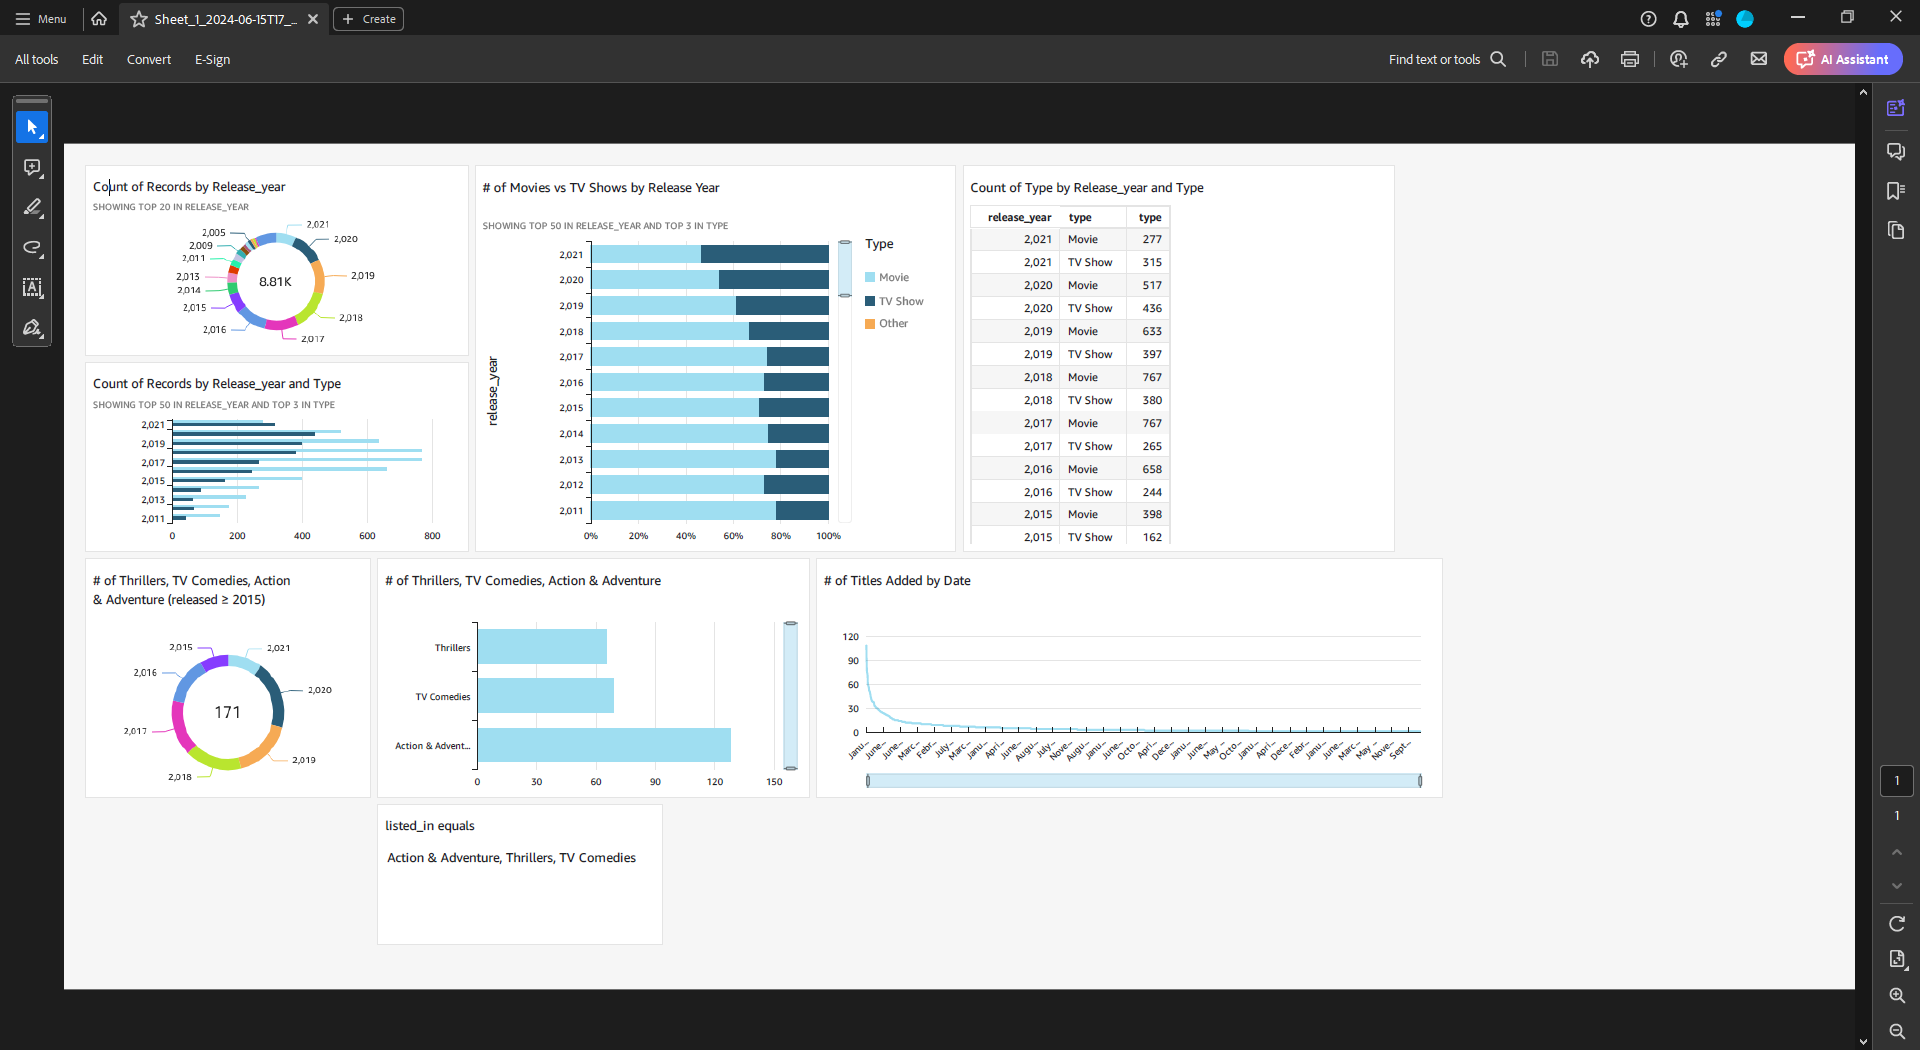 Menu
Sheet_1_2024-06-15T17_...
Create
All tools
Edit
Convert
E-Sign
Find text or tools
AI Assistant
Count of Records by Release_year
SHOWING TOP 20 IN RELEASE_YEAR
2,005
2,009
2,011
2,013
2,014
2,015
2,016
2,021
2,020
2,019
2,018
2,017
8.81K
Count of Records by Release_year and Type
SHOWING TOP 50 IN RELEASE_YEAR AND TOP 3 IN TYPE
2,021
2,019
2,017
2,015
2,013
2,011
0 200 400 600 800
# of Movies vs TV Shows by Release Year
SHOWING TOP 50 IN RELEASE_YEAR AND TOP 3 IN TYPE
release_year
2,021
2,020
2,019
2,018
2,017
2,016
2,015
2,014
2,013
2,012
2,011
0% 20% 40% 60% 80% 100%
Type
Movie
TV Show
Other
Count of Type by Release_year and Type
release_year type type
2,021 Movie 277
2,021 TV Show 315
2,020 Movie 517
2,020 TV Show 436
2,019 Movie 633
2,019 TV Show 397
2,018 Movie 767
2,018 TV Show 380
2,017 Movie 767
2,017 TV Show 265
2,016 Movie 658
2,016 TV Show 244
2,015 Movie 398
2,015 TV Show 162
# of Thrillers, TV Comedies, Action
& Adventure (released ≥ 2015)
2,015
2,016
2,017
2,018
2,021
2,020
2,019
171
# of Thrillers, TV Comedies, Action & Adventure
Thrillers
TV Comedies
Action & Advent...
0 30 60 90 120 150
# of Titles Added by Date
120
90
60
30
0
Janu... June... June... Marc... Febr... July... Marc... Janu... Apri... June... Augu... July... Nove... Augu... Janu... June... Octo... Apri... Dece... Janu... June... May ... Octo... Janu... Apri... Dece... Febr... Janu... June... Marc... May ... Nove... Sept...
listed_in equals
Action & Adventure, Thrillers, TV Comedies
1
1